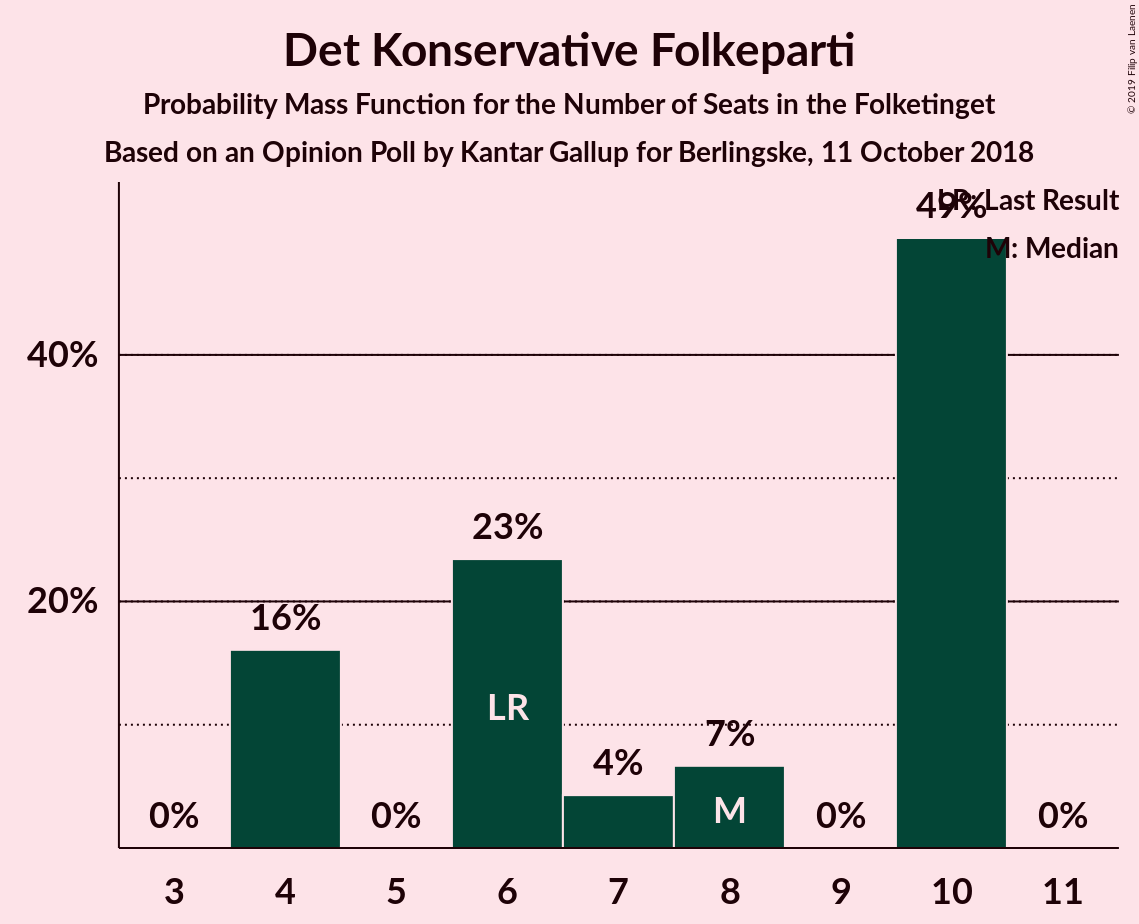 Det Konservative Folkeparti
Probability Mass Function for the Number of Seats in the Folketinget
Based on an Opinion Poll by Kantar Gallup for Berlingske, 11 October 2018
© 2019 Filip van Laenen
LR: Last Result
M: Median
49%
40%
23%
20%
16%
LR
7%
4%
M
0%
0%
0%
0%
3 4 5 6 7 8 9 10 11